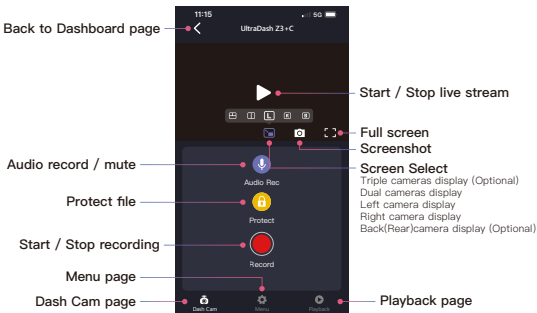 11:15
5G
Back to Dashboard page
UltraDash Z3+C
Start / Stop live stream
L
R
B
Full screen
Screenshot
Audio record / mute
Screen Select
Triple cameras display (Optional)
Dual cameras display
Left camera display
Right camera display
Back(Rear)camera display (Optional)
Audio Rec
Protect file
Protect
Start / Stop recording
Record
Menu page
Dash Cam page
Dash Cam
Menu
Playback
Playback page